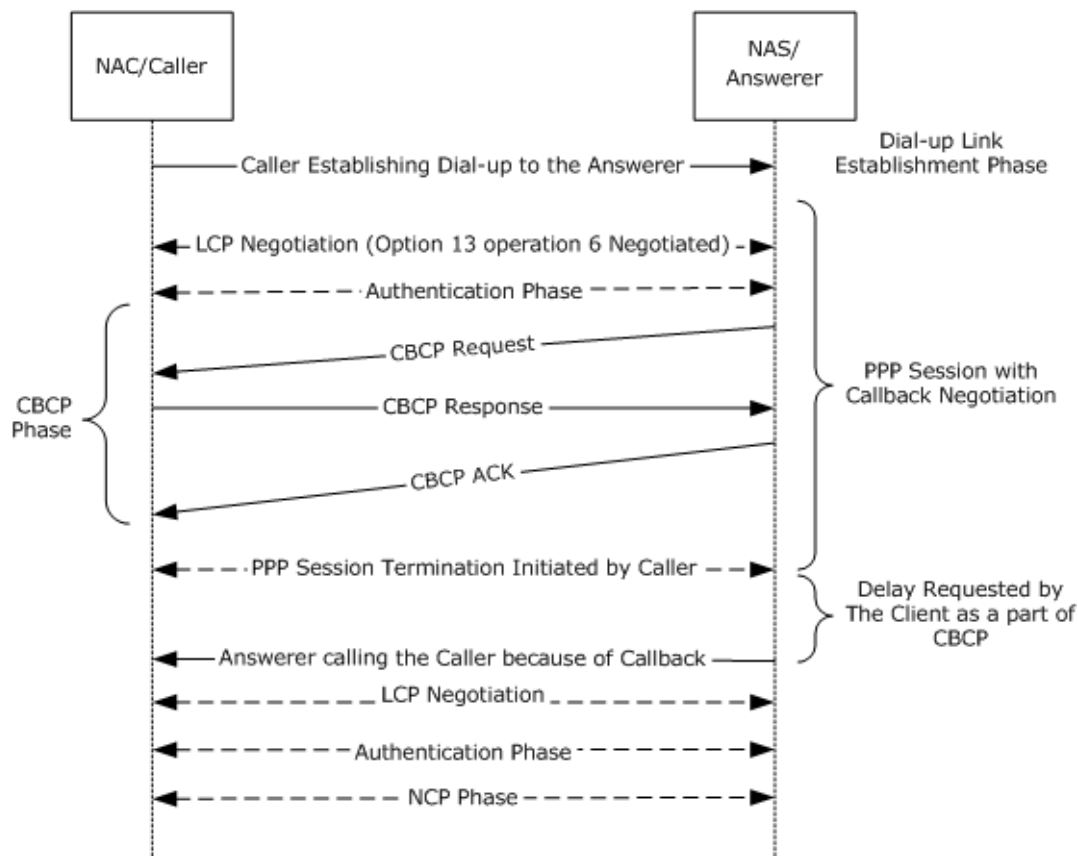 NAC/Caller
NAS/
Answerer
Caller Establishing Dial-up to the Answerer
Dial-up Link
Establishment Phase
LCP Negotiation (Option 13 operation 6 Negotiated)
Authentication Phase
CBCP Request
CBCP
Phase
CBCP Response
PPP Session with
Callback Negotiation
CBCP ACK
PPP Session Termination Initiated by Caller
Delay Requested by
The Client as a part of
CBCP
Answerer calling the Caller because of Callback
LCP Negotiation
Authentication Phase
NCP Phase